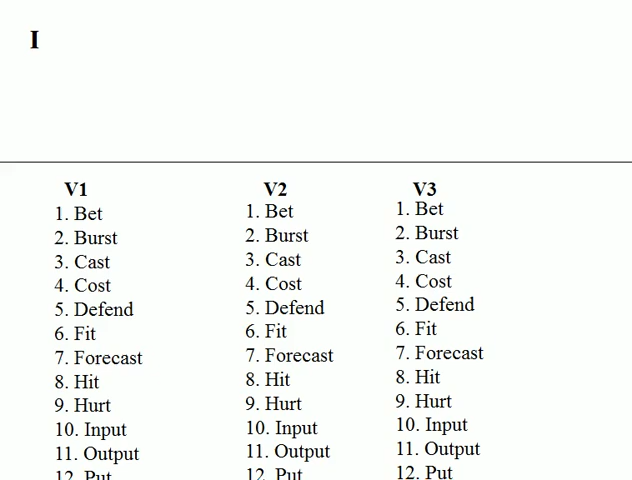 I
V1 V2 V3
1. Bet 1. Bet 1. Bet
2. Burst 2. Burst 2. Burst
3. Cast 3. Cast 3. Cast
4. Cost 4. Cost 4. Cost
5. Defend 5. Defend 5. Defend
6. Fit 6. Fit 6. Fit
7. Forecast 7. Forecast 7. Forecast
8. Hit 8. Hit 8. Hit
9. Hurt 9. Hurt 9. Hurt
10. Input 10. Input 10. Input
11. Output 11. Output 11. Output
12. Put 12. Put 12. Put